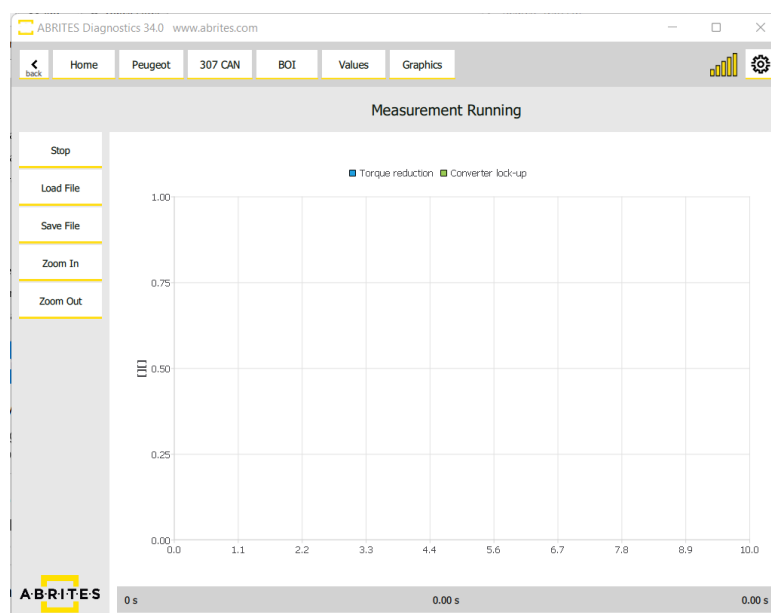 ABRITES Diagnostics 34.0 www.abrites.com
back Home Peugeot 307 CAN BOI Values Graphics
Measurement Running
Stop
Load File
Save File
Zoom In
Zoom Out
Torque reduction Converter lock-up
1.00
0.75
[][] 0.50
0.25
0.00
0.0 1.1 2.2 3.3 4.4 5.6 6.7 7.8 8.9 10.0
A·B·R·I·T·E·S
0 s 0.00 s 0.00 s